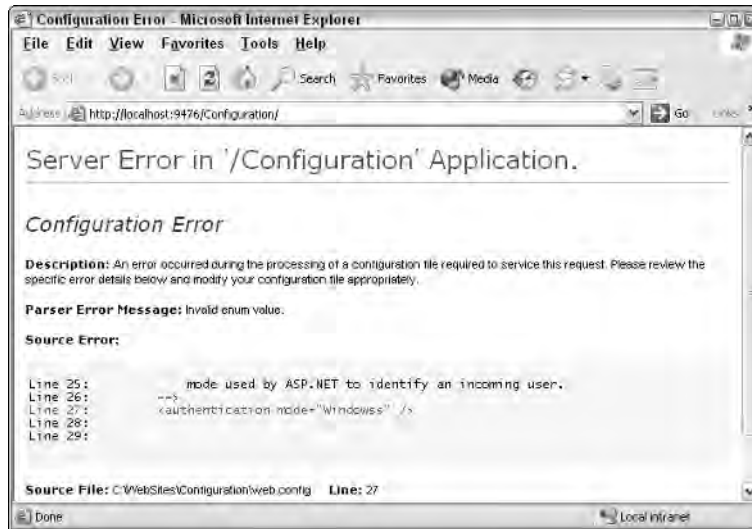 Configuration Error - Microsoft Internet Explorer
File Edit View Favorites Tools Help
Search Favorites Media
Address http://localhost:9476/Configuration/ Go Links
Server Error in '/Configuration' Application.
Configuration Error
Description: An error occurred during the processing of a configuration file required to service this request. Please review the
specific error details below and modify your configuration file appropriately.
Parser Error Message: Invalid enum value.
Source Error:
Line 25: mode used by ASP.NET to identify an incoming user.
Line 26: -->
Line 27: <authentication mode="Windowss" />
Line 28:
Line 29:
Source File: C:\WebSites\Configuration\web.config Line: 27
Done Local intranet